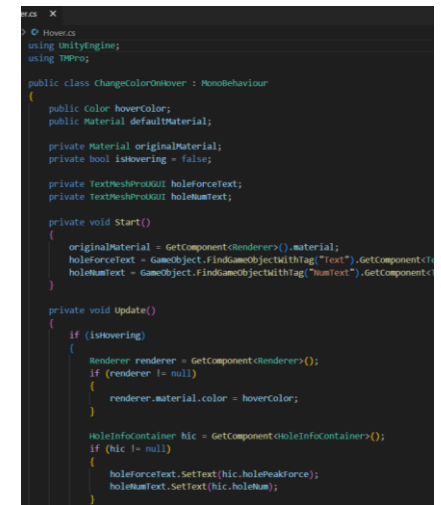 er.cs ×
> Hover.cs
using UnityEngine;
using TMPro;
public class ChangeColorOnHover : MonoBehaviour
{
public Color hoverColor;
public Material defaultMaterial;
private Material originalMaterial;
private bool isHovering = false;
private TextMeshProUGUI holeForceText;
private TextMeshProUGUI holeNumText;
private void Start()
{
originalMaterial = GetComponent<Renderer>().material;
holeForceText = GameObject.FindGameObjectWithTag("Text").GetComponent<Te
holeNumText = GameObject.FindGameObjectWithTag("NumText").GetComponent<T
}
private void Update()
{
if (isHovering)
{
Renderer renderer = GetComponent<Renderer>();
if (renderer != null)
{
renderer.material.color = hoverColor;
}
HoleInfoContainer hic = GetComponent<HoleInfoContainer>();
if (hic != null)
{
holeForceText.SetText(hic.holePeakForce);
holeNumText.SetText(hic.holeNum);
}